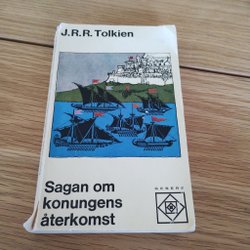 J.R.R. Tolkien
Sagan om
konungens
återkomst